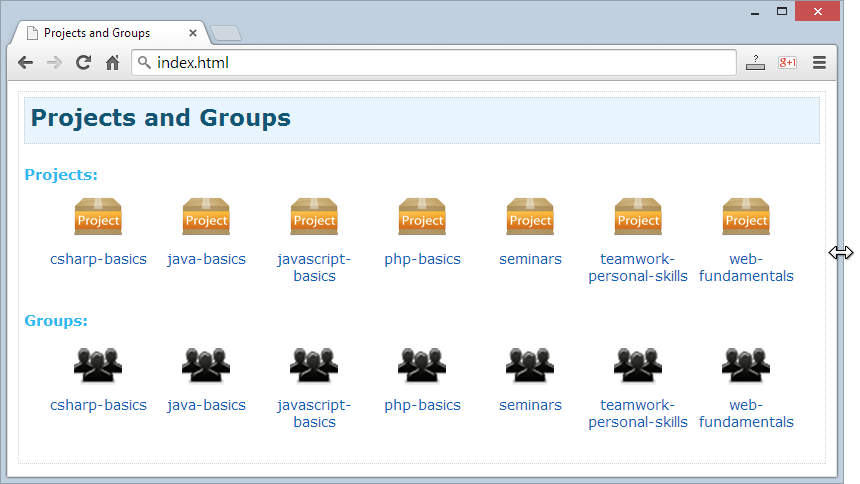 Projects and Groups
index.html
?
g+1
Projects and Groups
Projects:
Project Project Project Project Project Project Project
csharp-basics java-basics javascript- php-basics seminars teamwork- web-
basics personal-skills fundamentals
Groups:
csharp-basics java-basics javascript- php-basics seminars teamwork- web-
basics personal-skills fundamentals